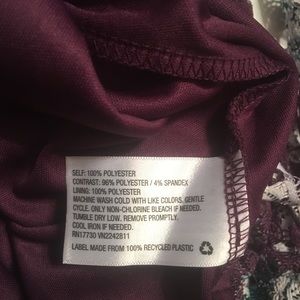 SELF: 100% POLYESTER
CONTRAST: 96% POLYESTER / 4% SPANDEX
LINING: 100% POLYESTER
MACHINE WASH COLD WITH LIKE COLORS, GENTLE
CYCLE. ONLY NON-CHLORINE BLEACH IF NEEDED.
TUMBLE DRY LOW. REMOVE PROMPTLY.
COOL IRON IF NEEDED.
RN17730 VN2242811
LABEL MADE FROM 100% RECYCLED PLASTIC